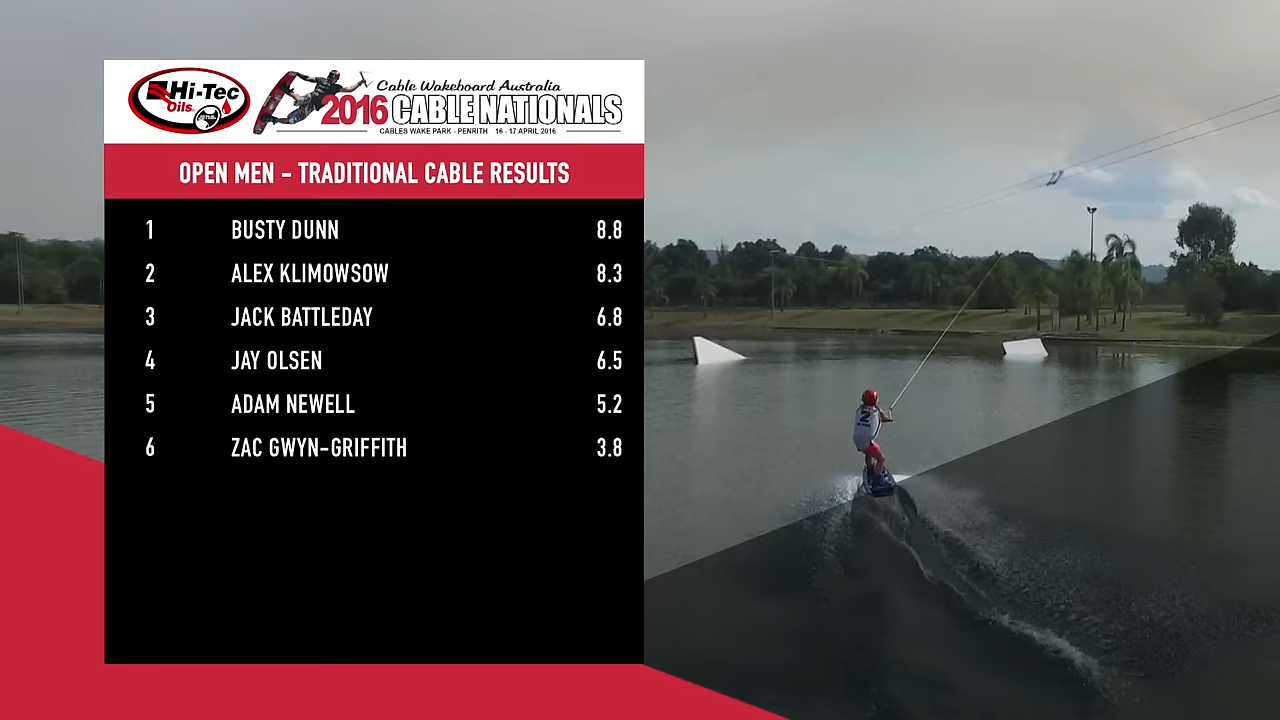 Hi-Tec
Oils
Cable Wakeboard Australia
2016 CABLE NATIONALS
CABLES WAKE PARK - PENRITH 16 - 17 APRIL 2016
OPEN MEN - TRADITIONAL CABLE RESULTS
1 BUSTY DUNN 8.8
2 ALEX KLIMOWSOW 8.3
3 JACK BATTLEDAY 6.8
4 JAY OLSEN 6.5
5 ADAM NEWELL 5.2
6 ZAC GWYN-GRIFFITH 3.8
2